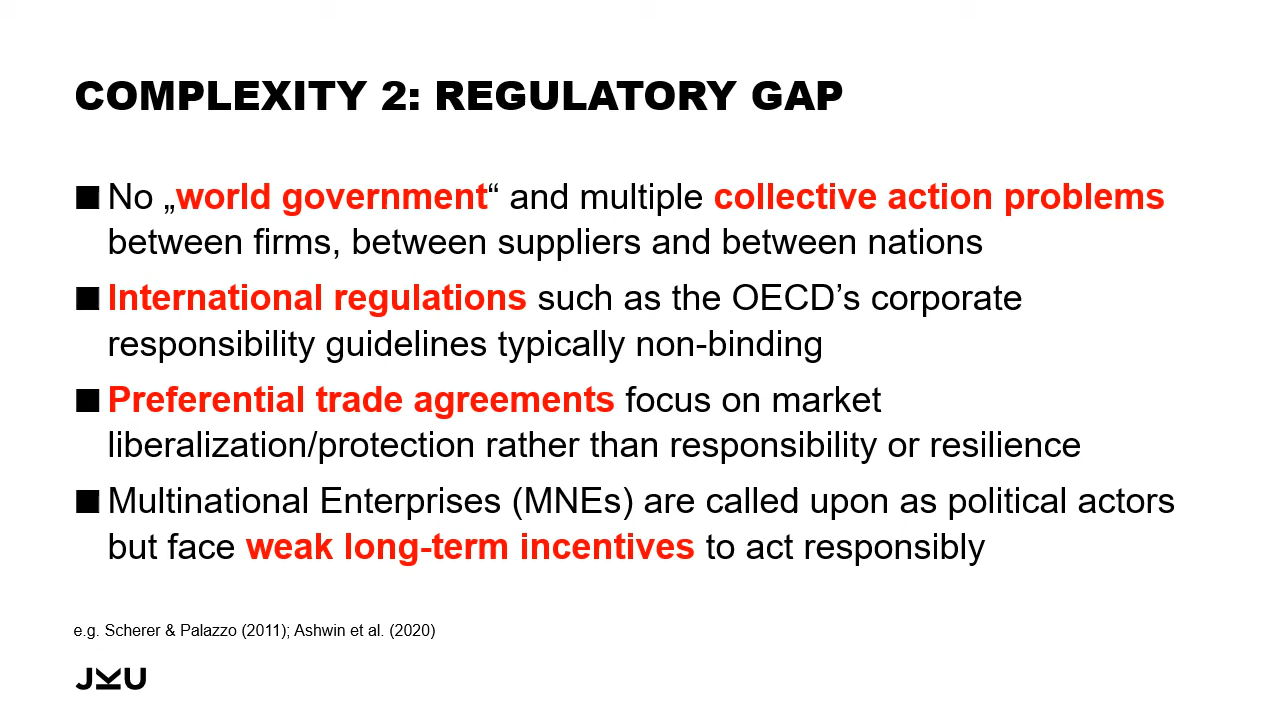 COMPLEXITY 2: REGULATORY GAP
No „world government“ and multiple collective action problems
between firms, between suppliers and between nations
International regulations such as the OECD’s corporate
responsibility guidelines typically non-binding
Preferential trade agreements focus on market
liberalization/protection rather than responsibility or resilience
Multinational Enterprises (MNEs) are called upon as political actors
but face weak long-term incentives to act responsibly
e.g. Scherer & Palazzo (2011); Ashwin et al. (2020)
JKU